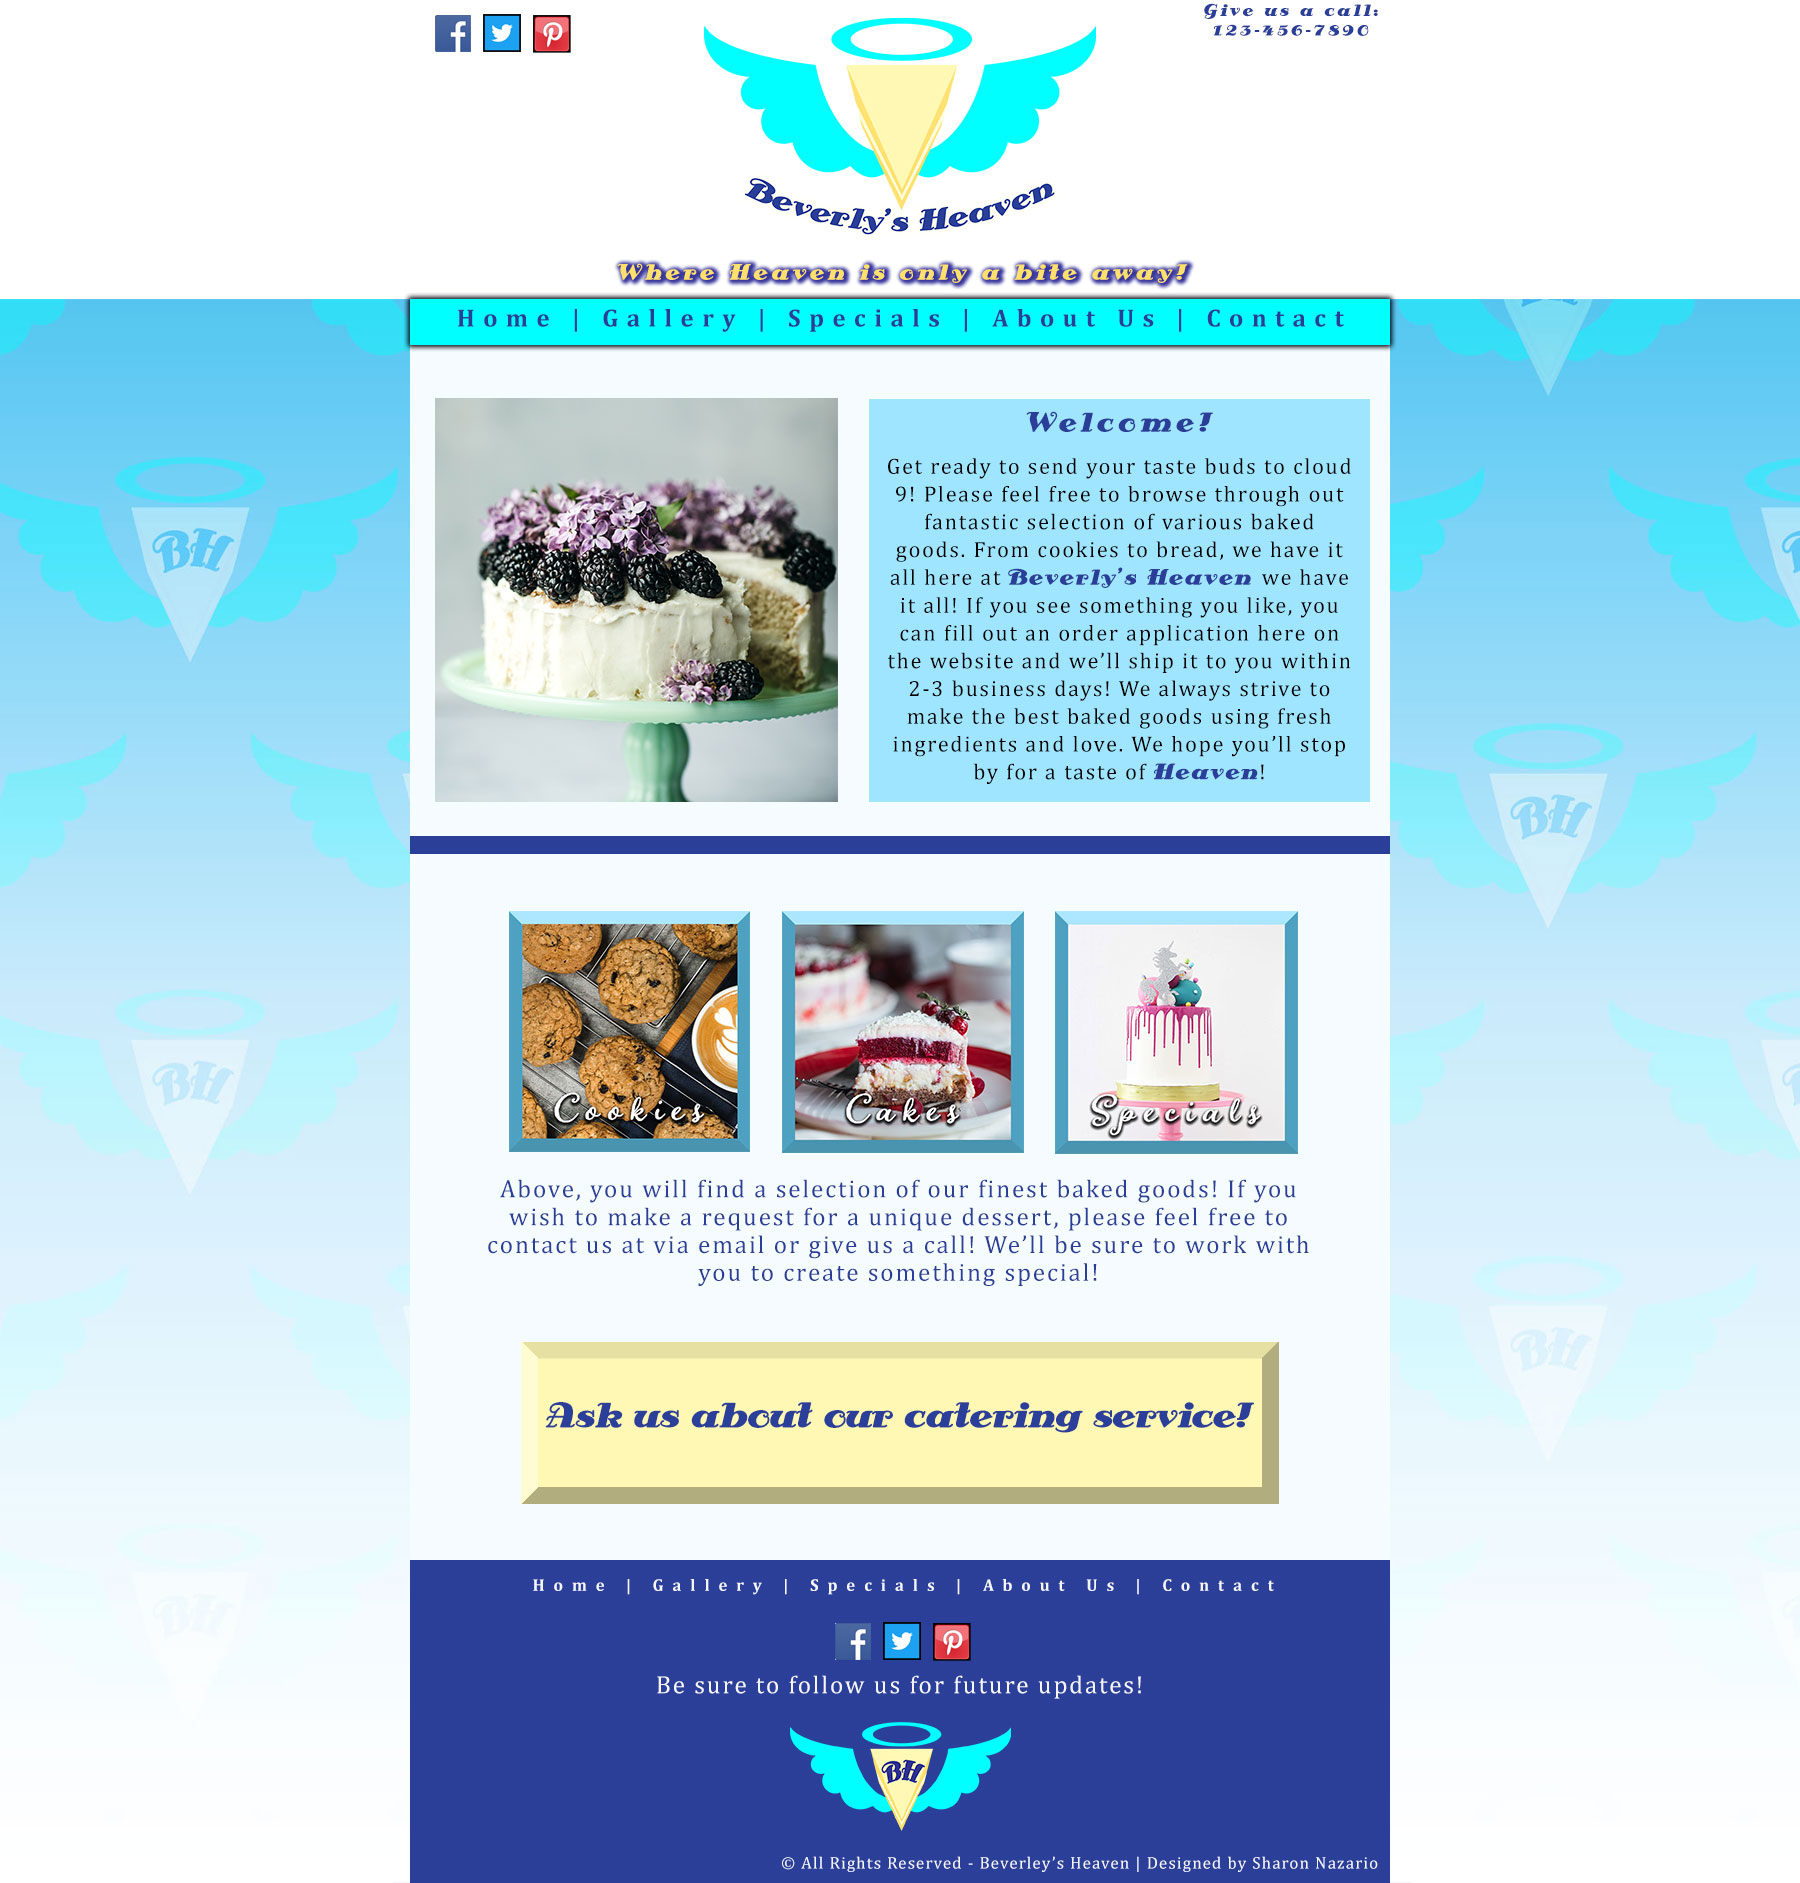 Give us a call:
123-456-7890
Beverly's Heaven
Where Heaven is only a bite away!
Home | Gallery | Specials | About Us | Contact
Welcome!
Get ready to send your taste buds to cloud
9! Please feel free to browse through out
fantastic selection of various baked
goods. From cookies to bread, we have it
all here at Beverly's Heaven we have
it all! If you see something you like, you
can fill out an order application here on
the website and we'll ship it to you within
2-3 business days! We always strive to
make the best baked goods using fresh
ingredients and love. We hope you'll stop
by for a taste of Heaven!
BH
BH
BH
BH
BH
Cookies
Cakes
Specials
Above, you will find a selection of our finest baked goods! If you
wish to make a request for a unique dessert, please feel free to
contact us at via email or give us a call! We'll be sure to work with
you to create something special!
Ask us about our catering service!
Home | Gallery | Specials | About Us | Contact
Be sure to follow us for future updates!
BH
© All Rights Reserved - Beverley's Heaven | Designed by Sharon Nazario